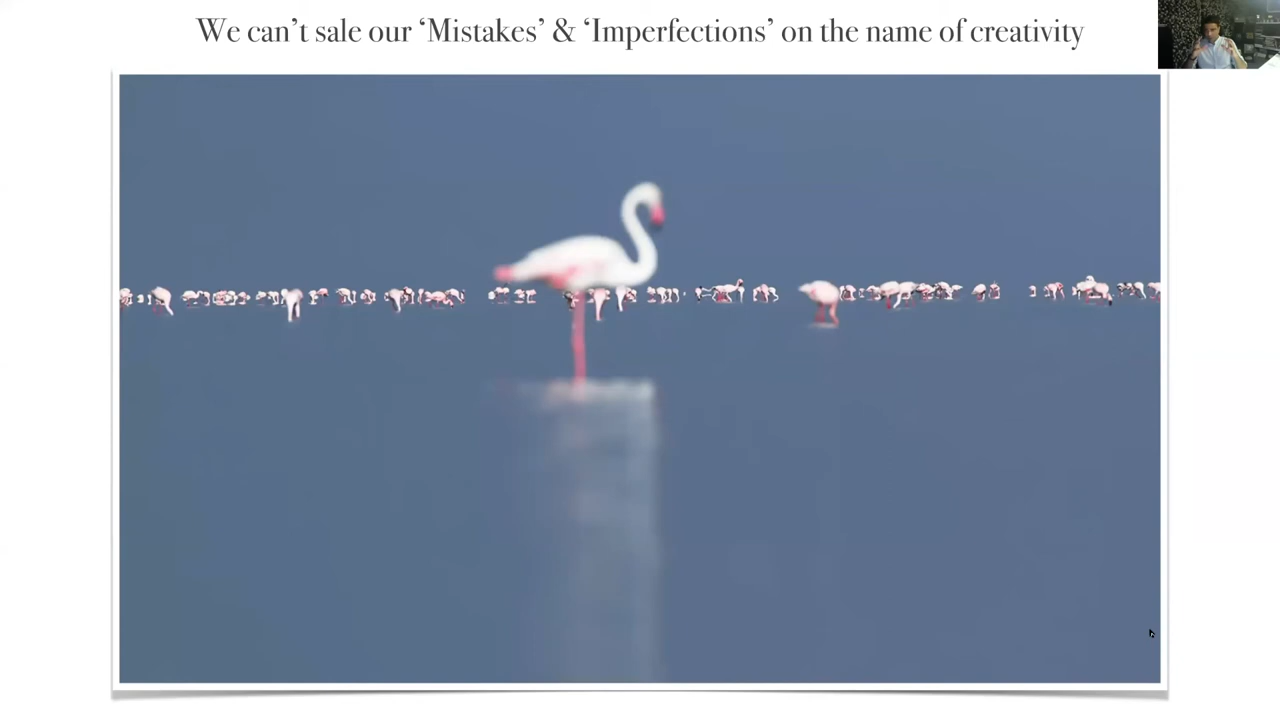 We can’t sale our ‘Mistakes’ & ‘Imperfections’ on the name of creativity